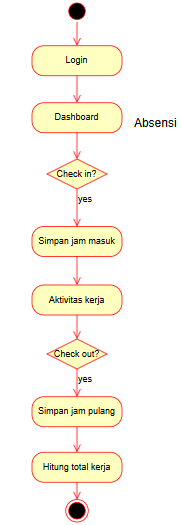 Login
Dashboard
Absensi
Check in?
yes
Simpan jam masuk
Aktivitas kerja
Check out?
yes
Simpan jam pulang
Hitung total kerja